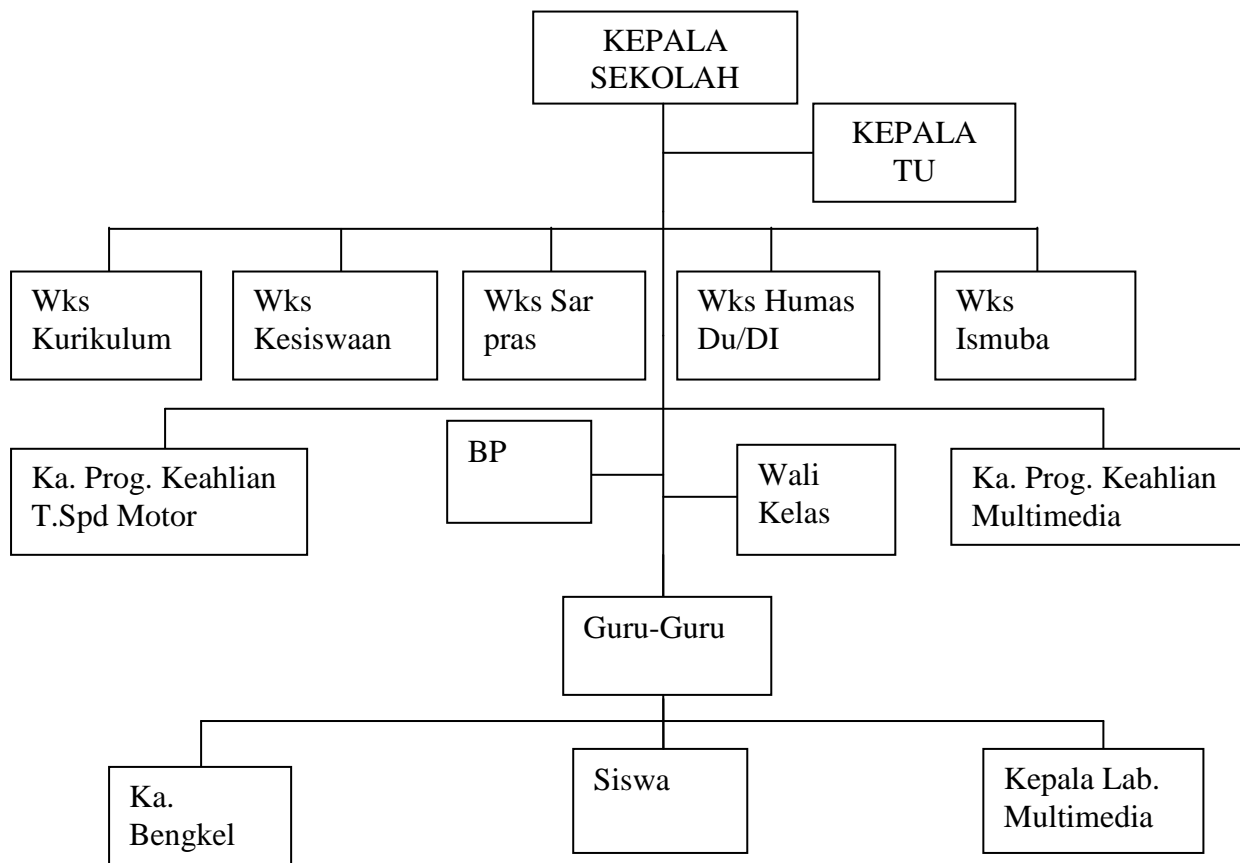 KEPALA
SEKOLAH
KEPALA
TU
Wks
Kurikulum
Wks
Kesiswaan
Wks Sar
pras
Wks Humas
Du/DI
Wks
Ismuba
Ka. Prog. Keahlian
T.Spd Motor
BP
Wali
Kelas
Ka. Prog. Keahlian
Multimedia
Guru-Guru
Ka.
Bengkel
Siswa
Kepala Lab.
Multimedia